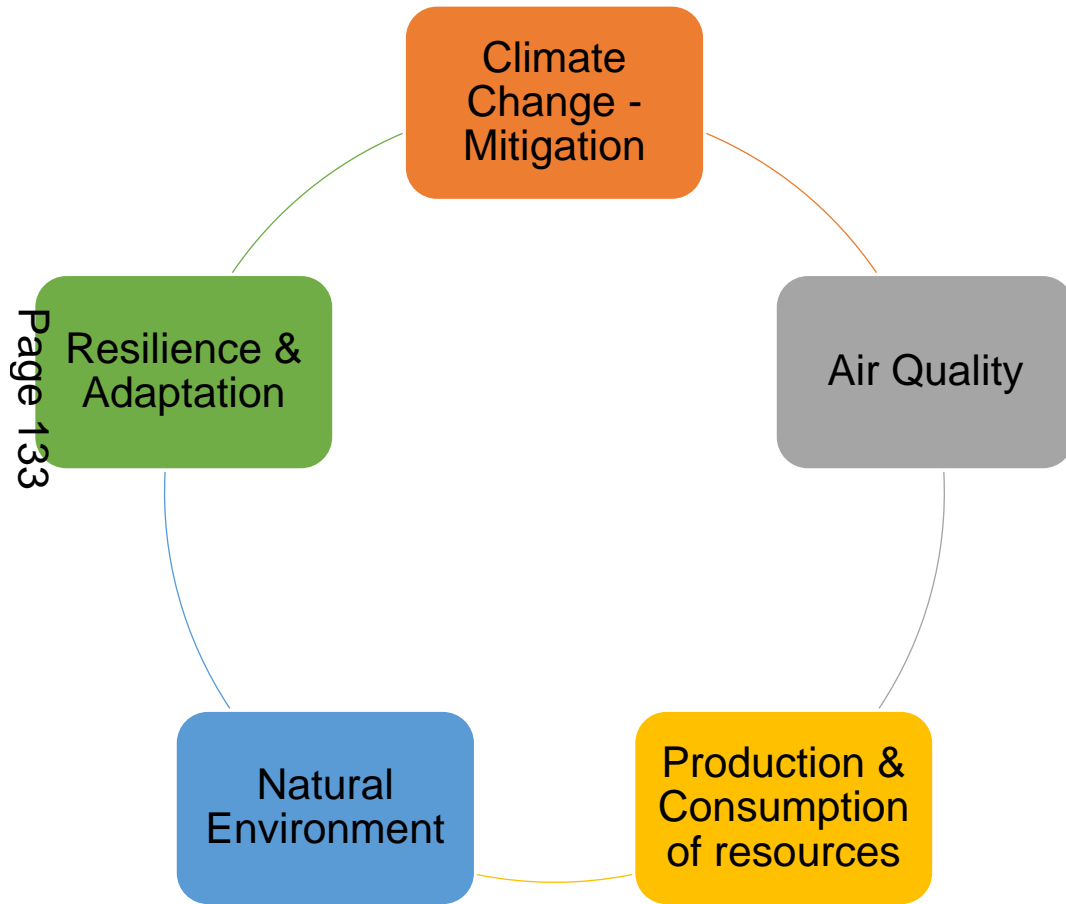 Climate
Change -
Mitigation
Air Quality
Production &
Consumption
of resources
Natural
Environment
Resilience &
Adaptation
Page 133